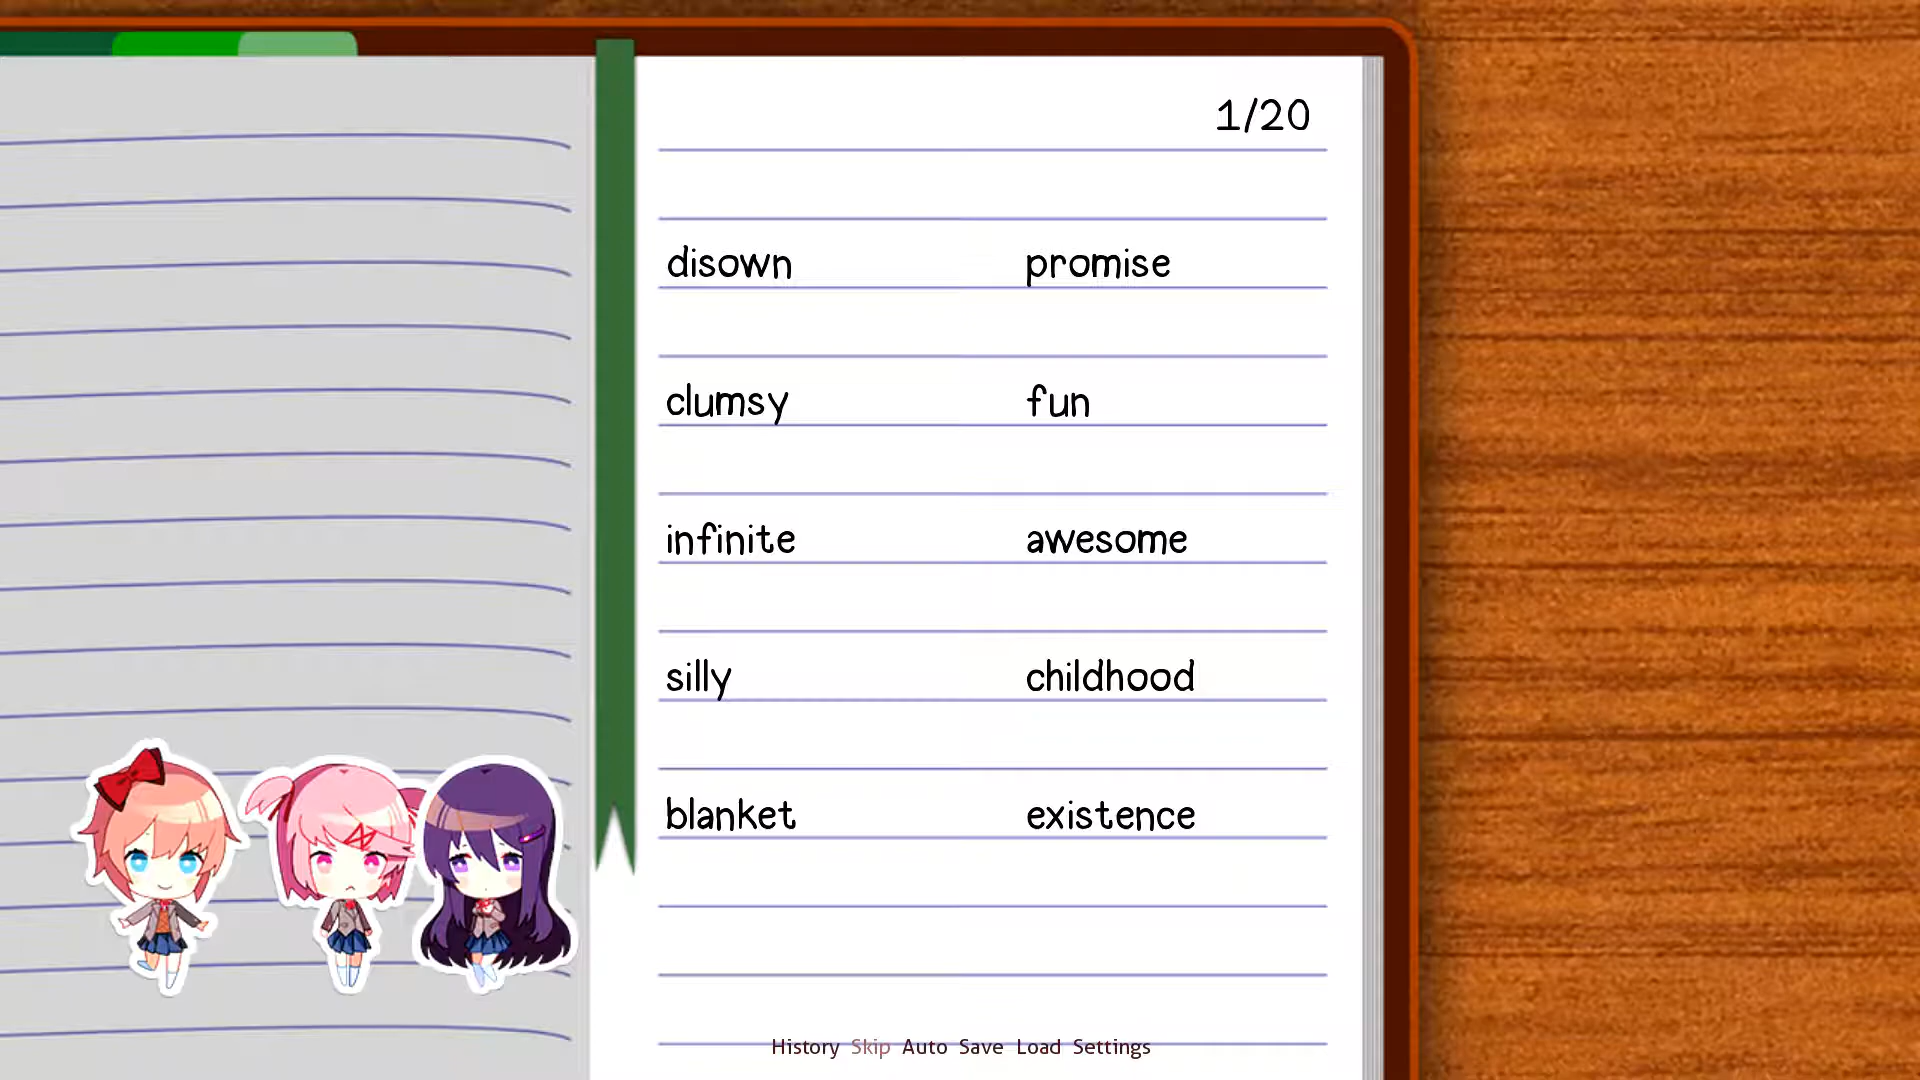 1/20
disown promise
clumsy fun
infinite awesome
silly childhood
blanket existence
History Skip Auto Save Load Settings